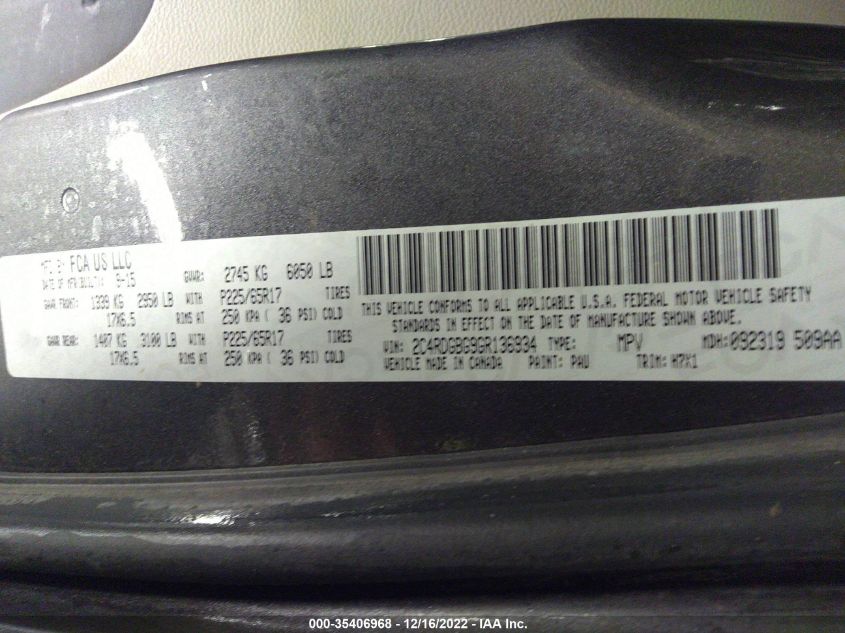 MFD BY FCA US LLC
DATE OF MFR/BUILT: 9-15 GVWR: 2745 KG 6050 LB
GAWR FRONT: 1339 KG 2950 LB WITH P225/65R17 TIRES
17X6.5 RIMS AT 250 KPA ( 36 PSI) COLD
GAWR REAR: 1407 KG 3100 LB WITH P225/65R17 TIRES
17X6.5 RIMS AT 250 KPA ( 36 PSI) COLD
THIS VEHICLE CONFORMS TO ALL APPLICABLE U.S.A. FEDERAL MOTOR VEHICLE SAFETY
STANDARDS IN EFFECT ON THE DATE OF MANUFACTURE SHOWN ABOVE.
VIN: 2C4RDGBG9GR136934 TYPE: MPV MDH: 092319 509AA
VEHICLE MADE IN CANADA PAINT: PAU TRIM: H7X1
000-35406968 - 12/16/2022 - IAA Inc.